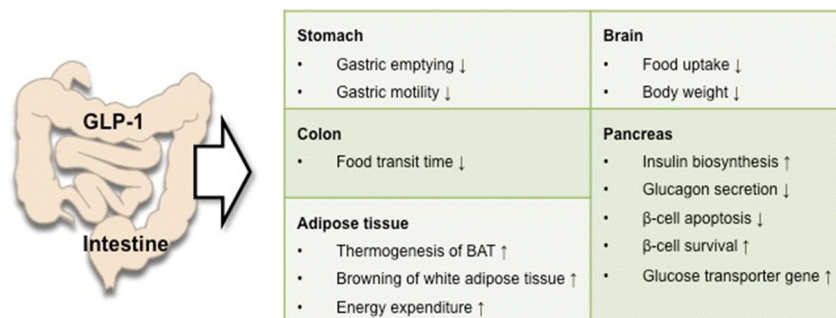 GLP-1
Intestine
Stomach
• Gastric emptying ↓
• Gastric motility ↓
Colon
• Food transit time ↓
Adipose tissue
• Thermogenesis of BAT ↑
• Browning of white adipose tissue ↑
• Energy expenditure ↑
Brain
• Food uptake ↓
• Body weight ↓
Pancreas
• Insulin biosynthesis ↑
• Glucagon secretion ↓
• β-cell apoptosis ↓
• β-cell survival ↑
• Glucose transporter gene ↑